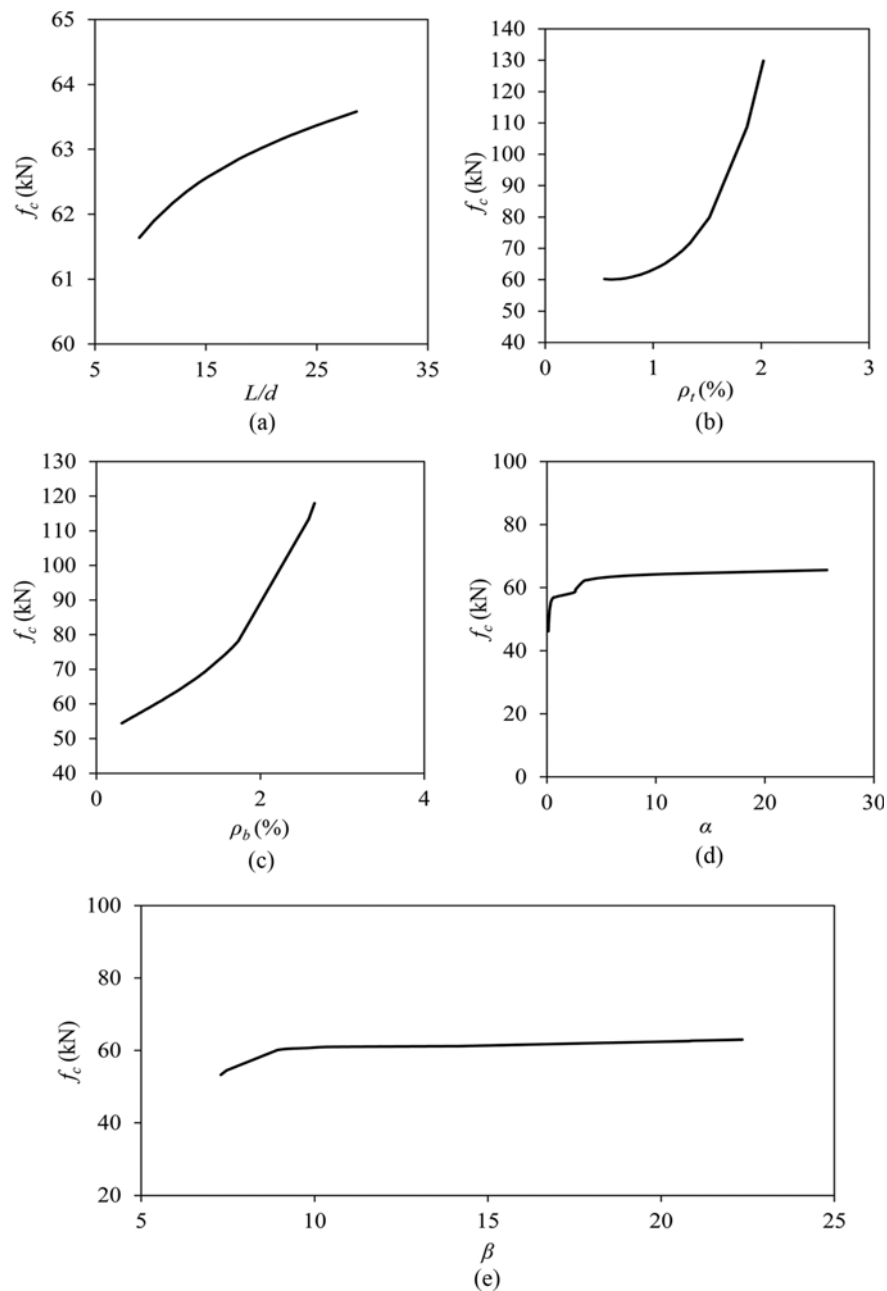 65
64
63
62
61
60
f_c (kN)
5 15 25 35
L/d
(a)
140
130
120
110
100
90
80
70
60
50
40
f_c (kN)
0 1 2 3
ρ_t (%)
(b)
130
120
110
100
90
80
70
60
50
40
f_c (kN)
0 2 4
ρ_b (%)
(c)
100
80
60
40
20
0
f_c (kN)
0 10 20 30
α
(d)
100
80
60
40
20
f_c (kN)
5 10 15 20 25
β
(e)